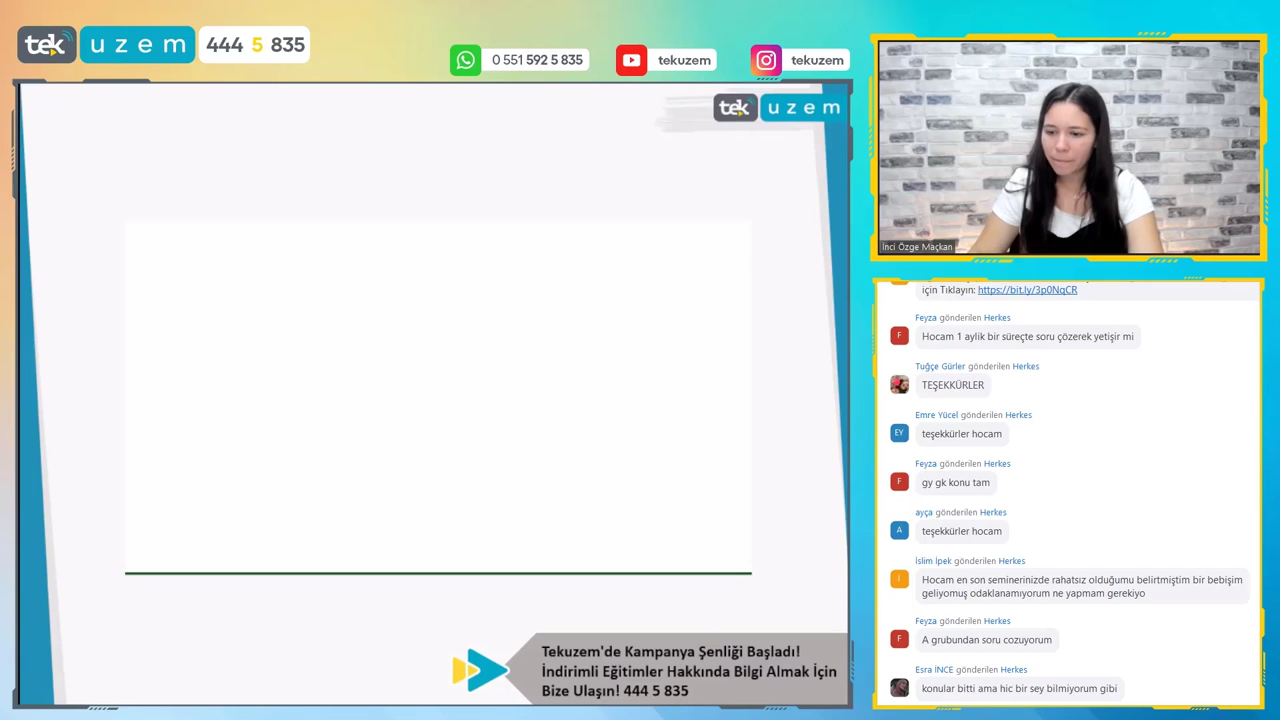 tek uzem 444 5 835
0 551 592 5 835
tekuzem
tekuzem
tek uzem
İnci Özge Maçkan
için Tıklayın: https://bit.ly/3p0NqCR
Feyza gönderilen Herkes
F
Hocam 1 aylik bir süreçte soru çözerek yetişir mi
Tuğçe Gürler gönderilen Herkes
TEŞEKKÜRLER
Emre Yücel gönderilen Herkes
EY
teşekkürler hocam
Feyza gönderilen Herkes
F
gy gk konu tam
ayça gönderilen Herkes
A
teşekkürler hocam
İslim İpek gönderilen Herkes
İ
Hocam en son seminerinizde rahatsız olduğumu belirtmiştim bir bebişim
geliyomuş odaklanamıyorum ne yapmam gerekiyo
Feyza gönderilen Herkes
F
A grubundan soru cozuyorum
Esra İNCE gönderilen Herkes
konular bitti ama hic bir sey bilmiyorum gibi
Tekuzem'de Kampanya Şenliği Başladı!
İndirimli Eğitimler Hakkında Bilgi Almak İçin
Bize Ulaşın! 444 5 835